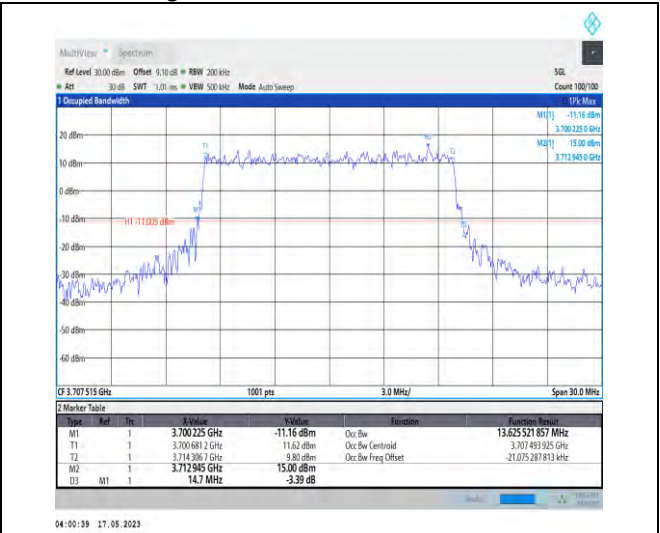 MultiView Spectrum
Ref Level 30.00 dBm Offset 9.10 dB RBW 200 kHz SGL
Att 30 dB SWT 1.01 ms VBW 500 kHz Mode Auto Sweep Count 100/100
1 Occupied Bandwidth 1Pk Max
M1[1] -11.16 dBm
3.700 225 0 GHz
M2[1] 15.00 dBm
3.712 945 0 GHz
20 dBm
T1
M2
T2
10 dBm
0 dBm
M1
-10 dBm
H1 -11.005 dBm
-20 dBm
-30 dBm
-40 dBm
-50 dBm
-60 dBm
CF 3.707 515 GHz 1001 pts 3.0 MHz/ Span 30.0 MHz
2 Marker Table
Type Ref Trc X-Value Y-Value Function Function Result
M1 1 3.700 225 GHz -11.16 dBm Occ Bw 13.625 521 857 MHz
T1 1 3.700 681 2 GHz 11.62 dBm Occ Bw Centroid 3.707 493 925 GHz
T2 1 3.714 306 7 GHz 9.80 dBm Occ Bw Freq Offset -21.075 287 813 kHz
M2 1 3.712 945 GHz 15.00 dBm
D3 M1 1 14.7 MHz -3.39 dB
04:00:39 17.05.2023